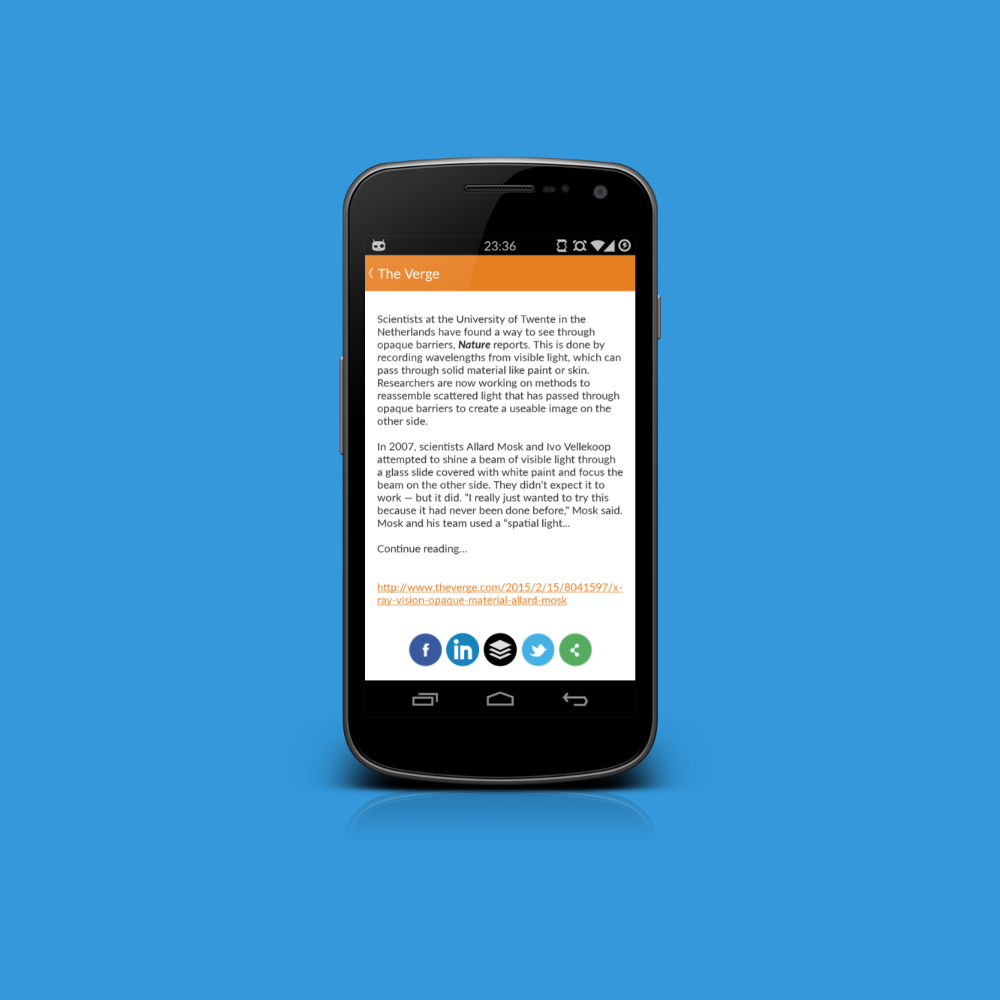 23:36
The Verge
Scientists at the University of Twente in the
Netherlands have found a way to see through
opaque barriers, Nature reports. This is done by
recording wavelengths from visible light, which can
pass through solid material like paint or skin.
Researchers are now working on methods to
reassemble scattered light that has passed through
opaque barriers to create a useable image on the
other side.
In 2007, scientists Allard Mosk and Ivo Vellekoop
attempted to shine a beam of visible light through
a glass slide covered with white paint and focus the
beam on the other side. They didn't expect it to
work — but it did. "I really just wanted to try this
because it had never been done before," Mosk said.
Mosk and his team used a "spatial light...
Continue reading...
http://www.theverge.com/2015/2/15/8041597/x-
ray-vision-opaque-material-allard-mosk
f
in